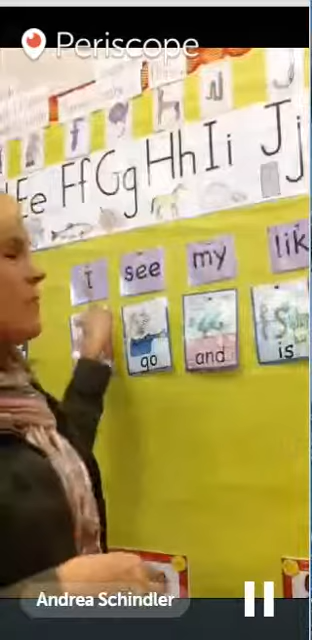 Periscope
Ee Ff Gg Hh Ii Jj
I see my lik
go and is
Andrea Schindler